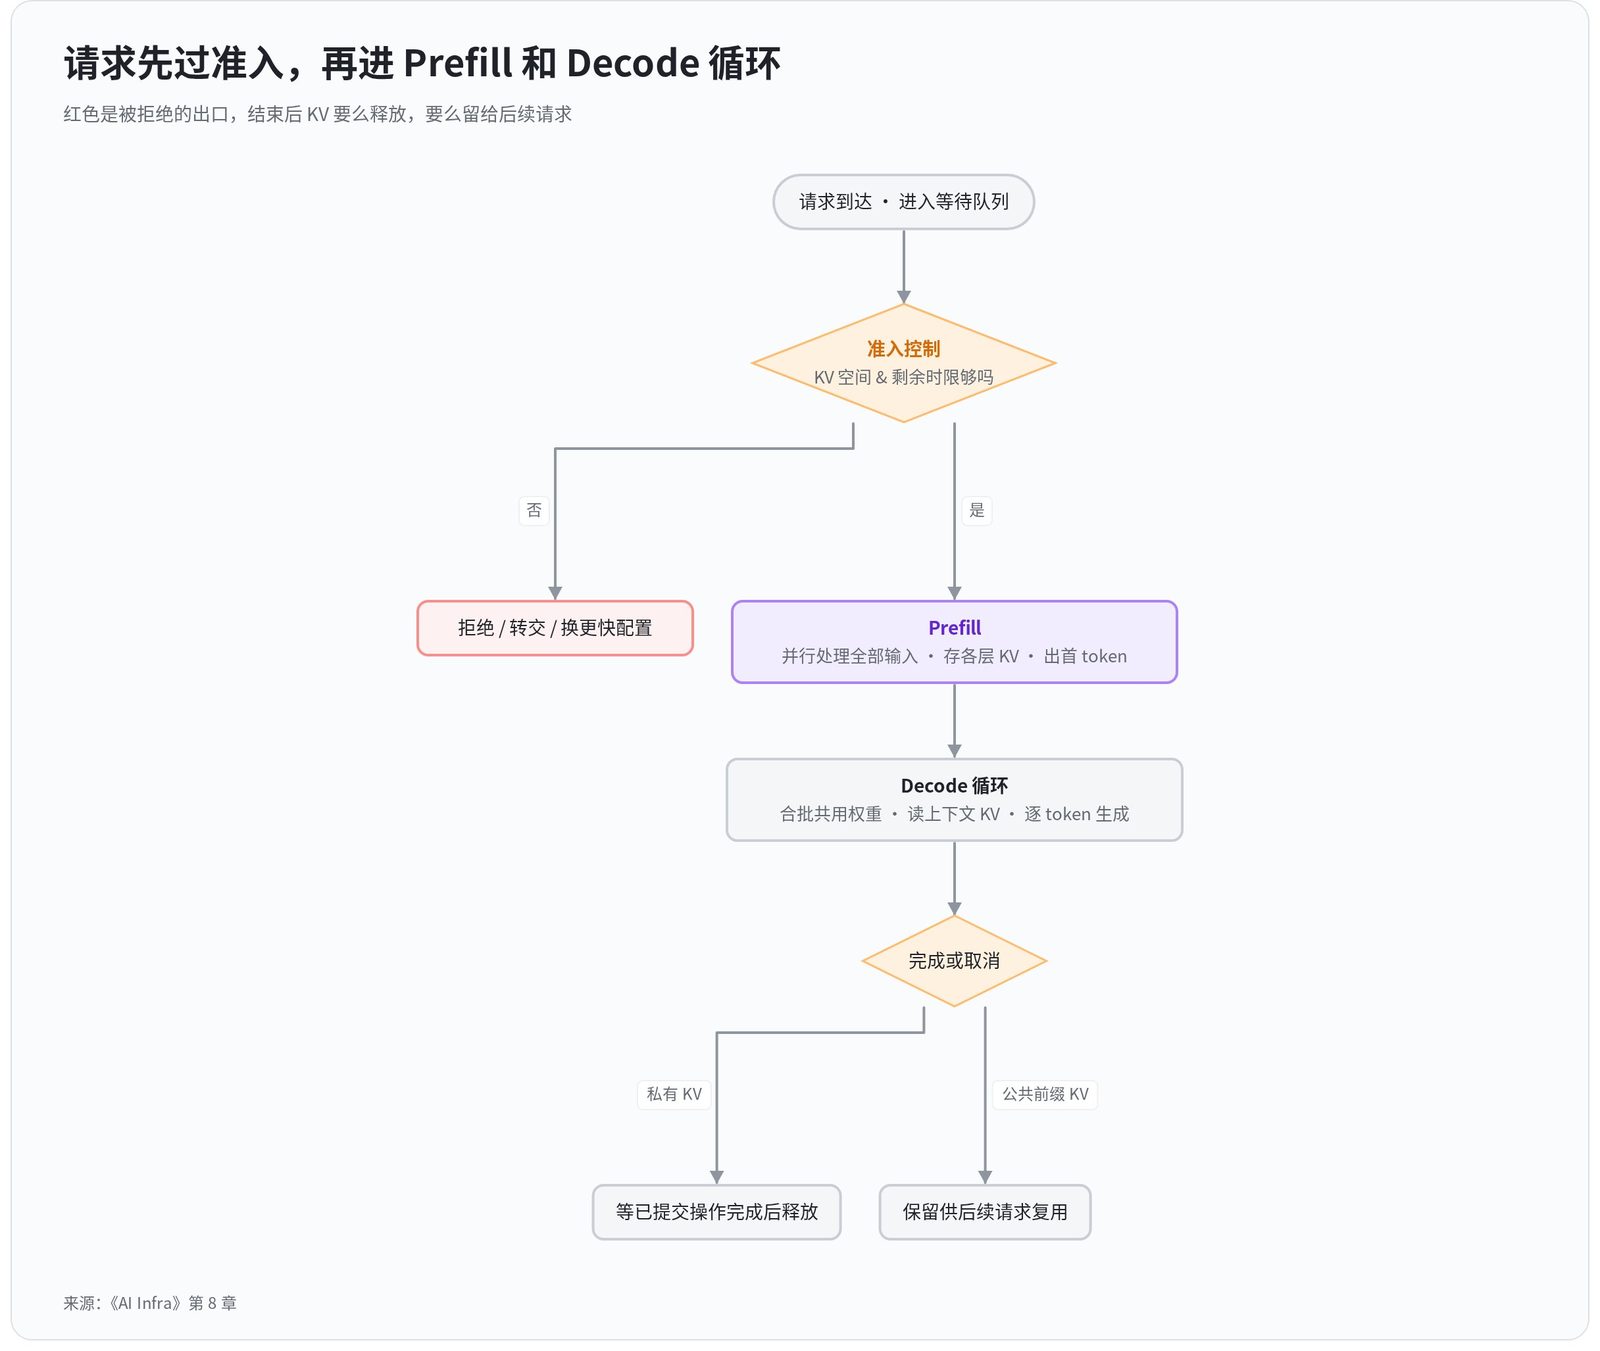 请求先过准入，再进 Prefill 和 Decode 循环
红色是被拒绝的出口，结束后 KV 要么释放，要么留给后续请求
请求到达 • 进入等待队列
准入控制
KV 空间 & 剩余时限够吗
否
是
拒绝 / 转交 / 换更快配置
Prefill
并行处理全部输入 • 存各层 KV • 出首 token
Decode 循环
合批共用权重 • 读上下文 KV • 逐 token 生成
完成或取消
私有 KV
公共前缀 KV
等已提交操作完成后释放
保留供后续请求复用
来源：《AI Infra》第 8 章